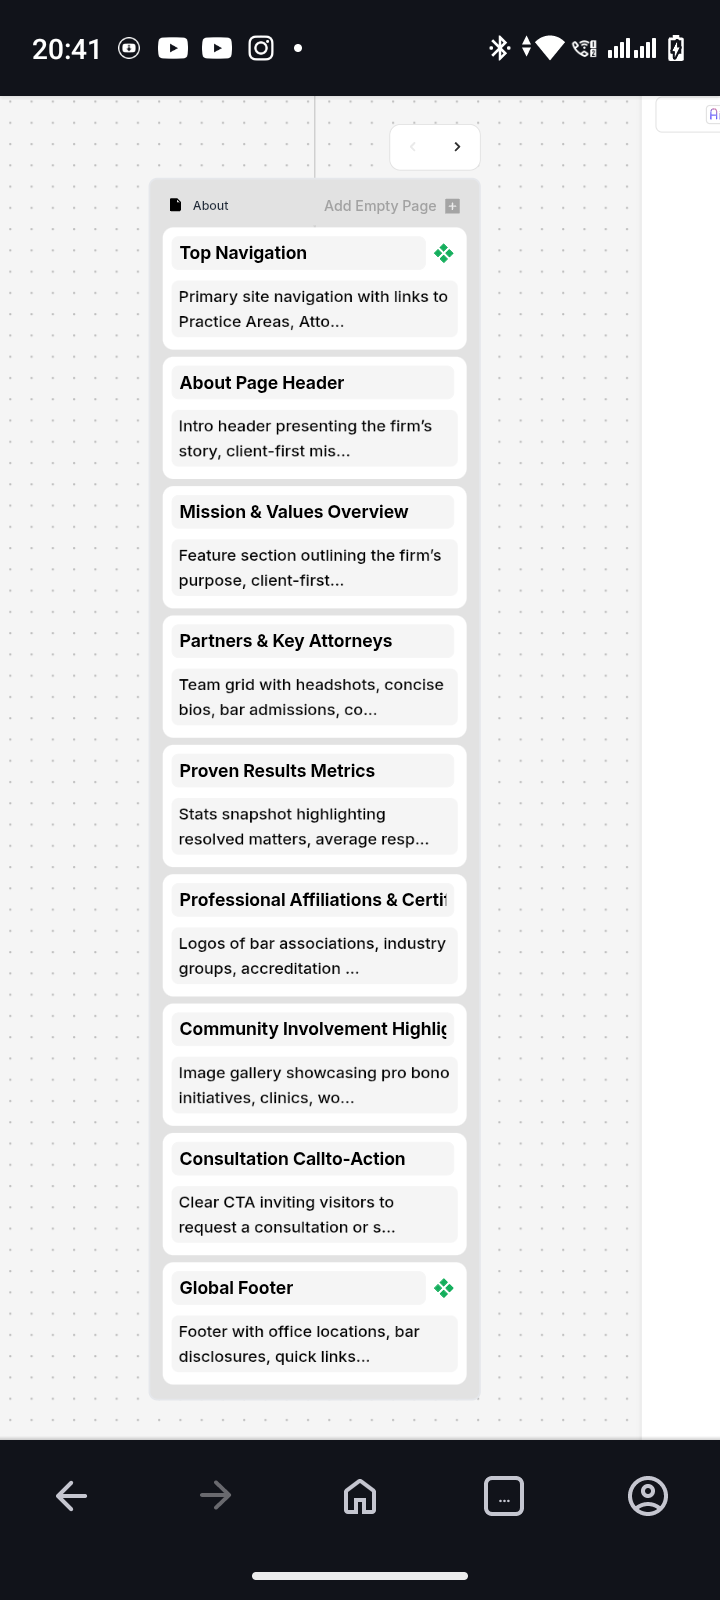 20:41
About
Add Empty Page
Top Navigation
Primary site navigation with links to
Practice Areas, Atto...
About Page Header
Intro header presenting the firm's
story, client-first mis...
Mission & Values Overview
Feature section outlining the firm's
purpose, client-first...
Partners & Key Attorneys
Team grid with headshots, concise
bios, bar admissions, co...
Proven Results Metrics
Stats snapshot highlighting
resolved matters, average resp...
Professional Affiliations & Certif
Logos of bar associations, industry
groups, accreditation ...
Community Involvement Highlig
Image gallery showcasing pro bono
initiatives, clinics, wo...
Consultation Callto-Action
Clear CTA inviting visitors to
request a consultation or s...
Global Footer
Footer with office locations, bar
disclosures, quick links...
...